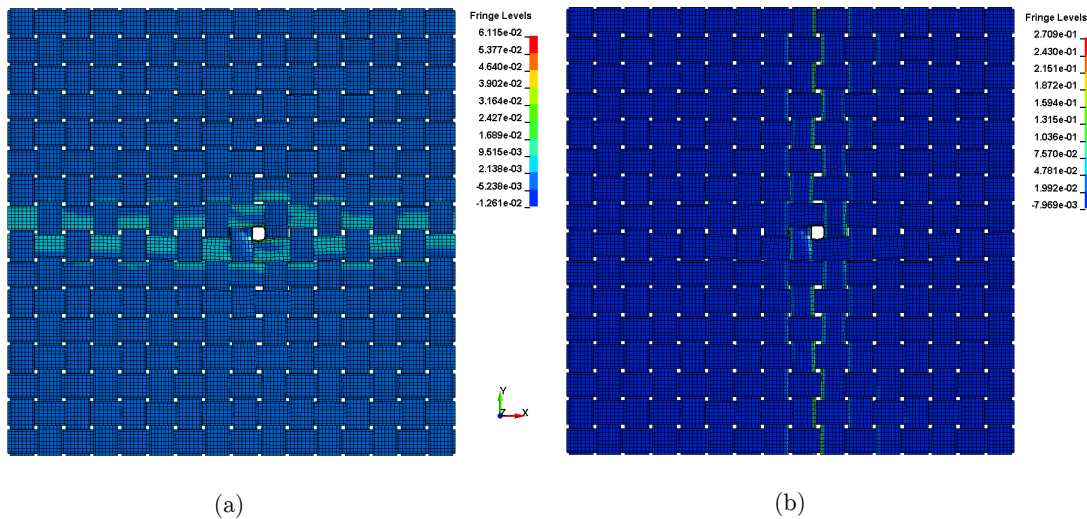 Fringe Levels
6.115e-02
5.377e-02
4.640e-02
3.902e-02
3.164e-02
2.427e-02
1.689e-02
9.515e-03
2.138e-03
-5.238e-03
-1.261e-02
Y
Z
X
(a)
Fringe Levels
2.709e-01
2.430e-01
2.151e-01
1.872e-01
1.594e-01
1.315e-01
1.036e-01
7.570e-02
4.781e-02
1.992e-02
-7.969e-03
(b)